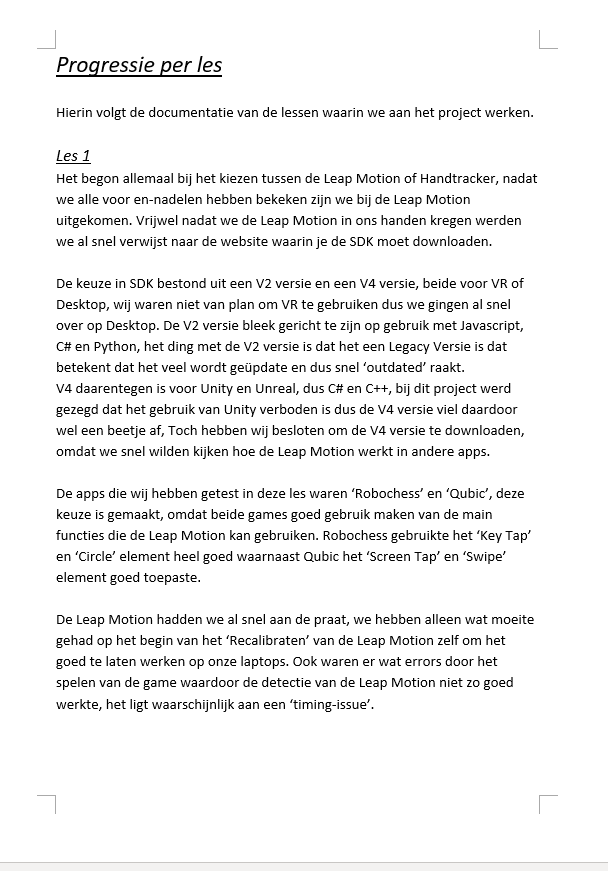 Progressie per les
Hierin volgt de documentatie van de lessen waarin we aan het project werken.
Les 1
Het begon allemaal bij het kiezen tussen de Leap Motion of Handtracker, nadat
we alle voor en-nadelen hebben bekeken zijn we bij de Leap Motion
uitgekomen. Vrijwel nadat we de Leap Motion in ons handen kregen werden
we al snel verwijst naar de website waarin je de SDK moet downloaden.
De keuze in SDK bestond uit een V2 versie en een V4 versie, beide voor VR of
Desktop, wij waren niet van plan om VR te gebruiken dus we gingen al snel
over op Desktop. De V2 versie bleek gericht te zijn op gebruik met Javascript,
C# en Python, het ding met de V2 versie is dat het een Legacy Versie is dat
betekent dat het veel wordt geüpdate en dus snel ‘outdated’ raakt.
V4 daarentegen is voor Unity en Unreal, dus C# en C++, bij dit project werd
gezegd dat het gebruik van Unity verboden is dus de V4 versie viel daardoor
wel een beetje af, Toch hebben wij besloten om de V4 versie te downloaden,
omdat we snel wilden kijken hoe de Leap Motion werkt in andere apps.
De apps die wij hebben getest in deze les waren ‘Robochess’ en ‘Qubic’, deze
keuze is gemaakt, omdat beide games goed gebruik maken van de main
functies die de Leap Motion kan gebruiken. Robochess gebruikte het ‘Key Tap’
en ‘Circle’ element heel goed waarnaast Qubic het ‘Screen Tap’ en ‘Swipe’
element goed toepaste.
De Leap Motion hadden we al snel aan de praat, we hebben alleen wat moeite
gehad op het begin van het ‘Recalibraten’ van de Leap Motion zelf om het
goed te laten werken op onze laptops. Ook waren er wat errors door het
spelen van de game waardoor de detectie van de Leap Motion niet zo goed
werkte, het ligt waarschijnlijk aan een ‘timing-issue’.